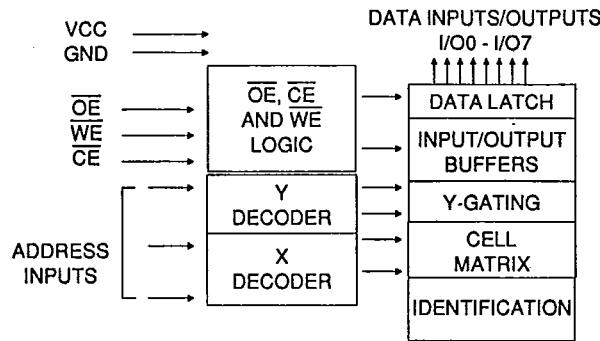 DATA INPUTS/OUTPUTS
I/O0 - I/O7
VCC
GND
OE
WE
CE
OE, CE
AND WE
LOGIC
DATA LATCH
INPUT/OUTPUT
BUFFERS
Y
DECODER
Y-GATING
ADDRESS
INPUTS
X
DECODER
CELL
MATRIX
IDENTIFICATION